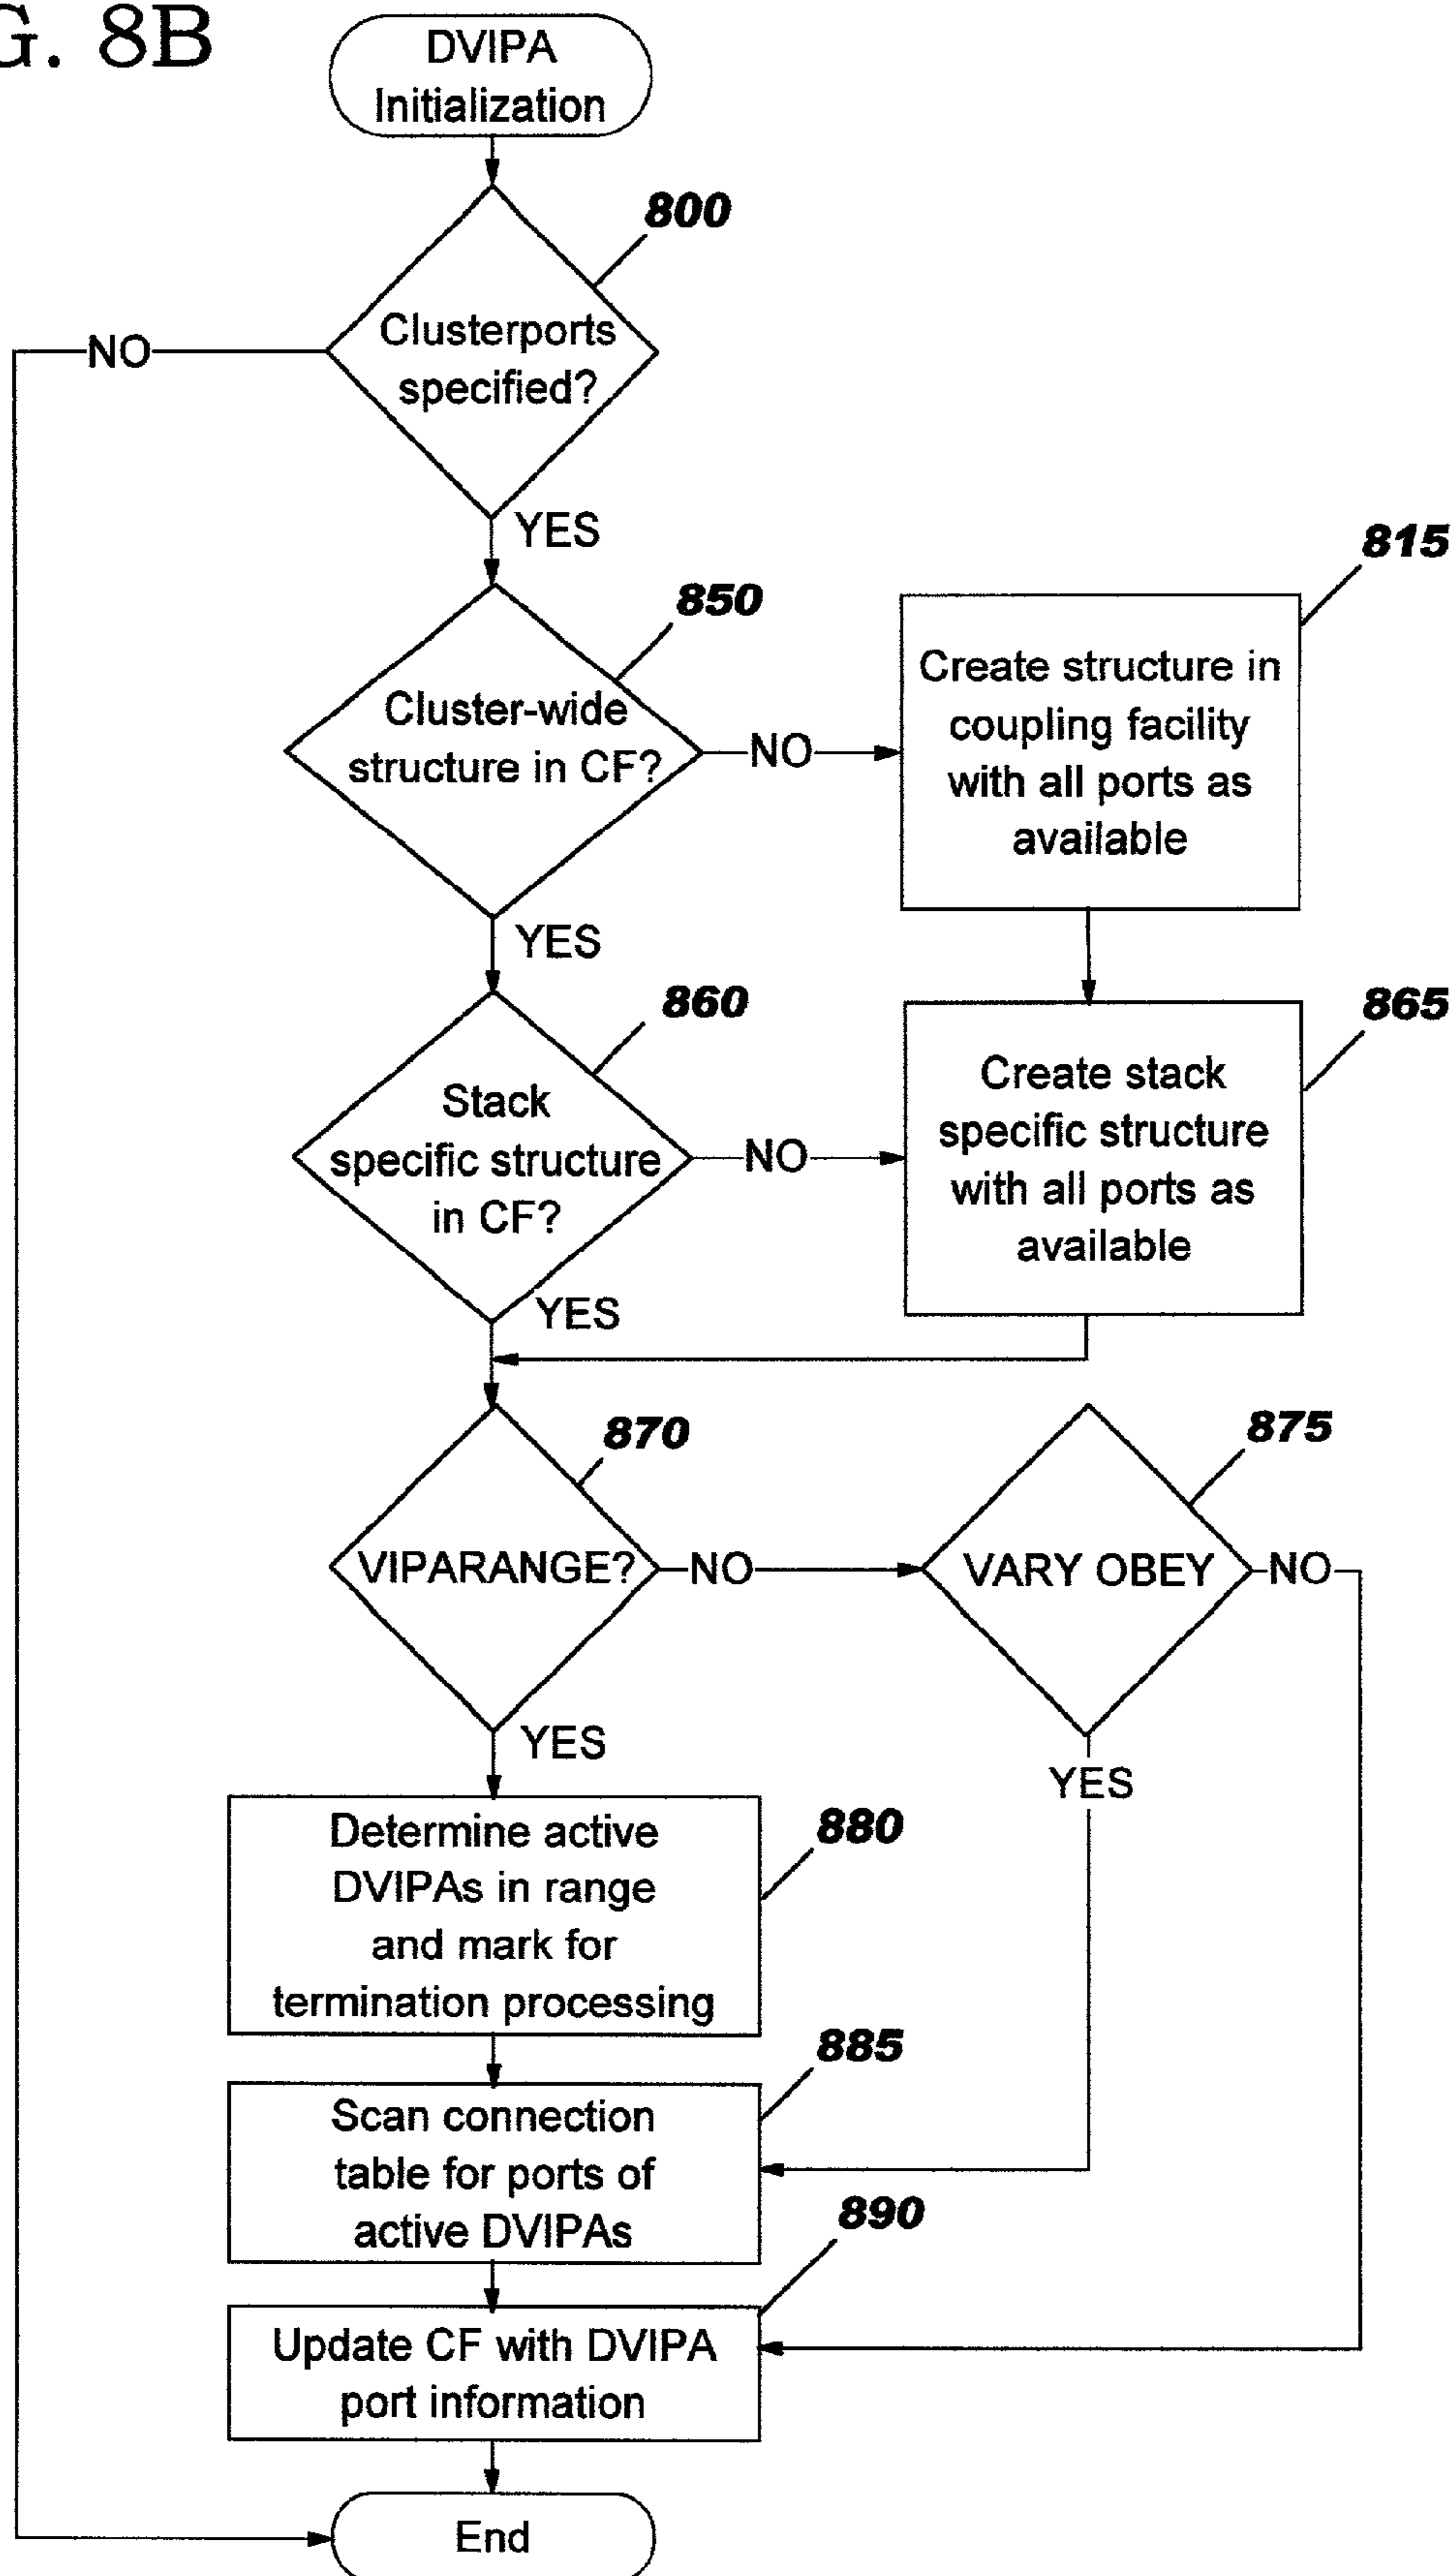 G. 8B
DVIPA
Initialization
800
Clusterports
specified?
NO
YES
850
815
Cluster-wide
structure in CF?
NO
Create structure in
coupling facility
with all ports as
available
YES
860
865
Stack
specific structure
in CF?
NO
Create stack
specific structure
with all ports as
available
YES
870
875
VIPARANGE?
NO
VARY OBEY
NO
YES
YES
880
Determine active
DVIPAs in range
and mark for
termination processing
885
Scan connection
table for ports of
active DVIPAs
890
Update CF with DVIPA
port information
End